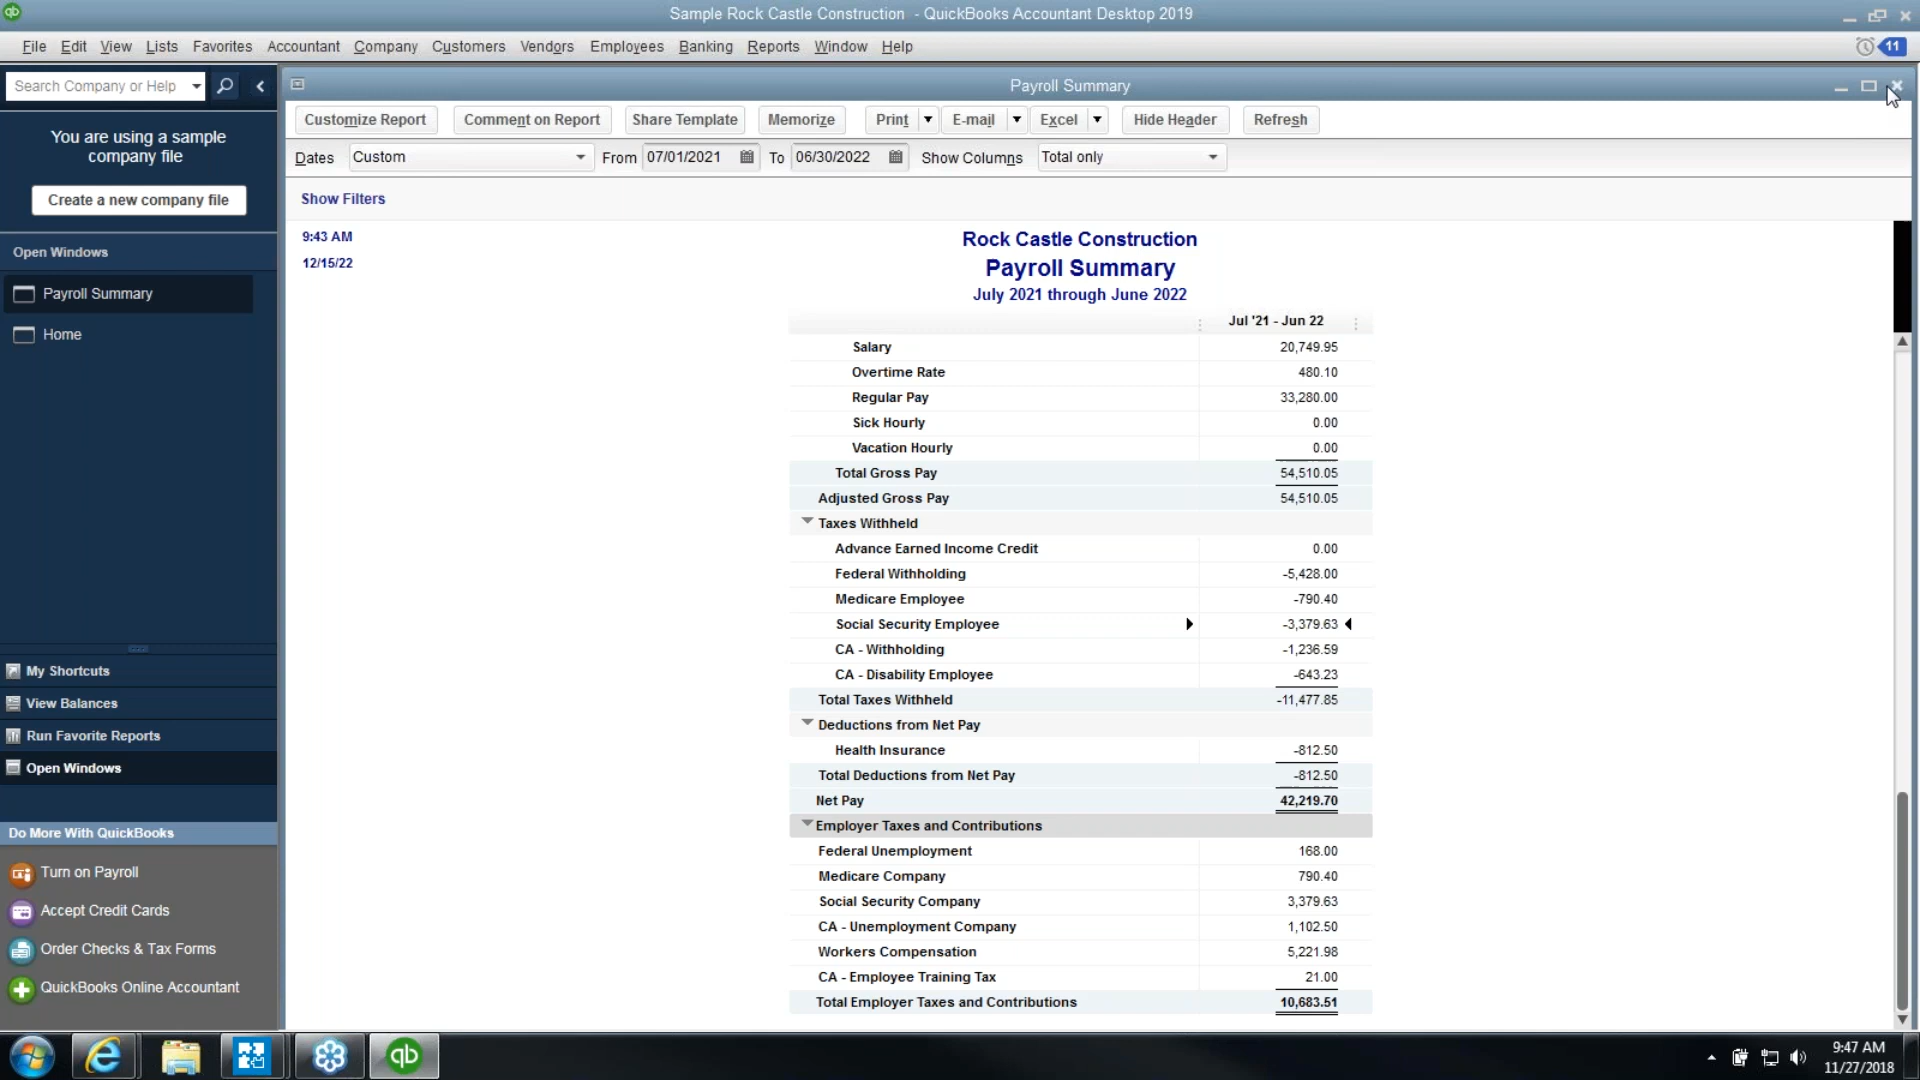 qb
Sample Rock Castle Construction - QuickBooks Accountant Desktop 2019
File Edit View Lists Favorites Accountant Company Customers Vendors Employees Banking Reports Window Help
11
Search Company or Help
Payroll Summary
You are using a sample
company file
Create a new company file
Open Windows
Payroll Summary
Home
My Shortcuts
View Balances
Run Favorite Reports
Open Windows
Do More With QuickBooks
Turn on Payroll
Accept Credit Cards
Order Checks & Tax Forms
QuickBooks Online Accountant
Customize Report Comment on Report Share Template Memorize Print E-mail Excel Hide Header Refresh
Dates Custom From 07/01/2021 To 06/30/2022 Show Columns Total only
Show Filters
9:43 AM
12/15/22
Rock Castle Construction
Payroll Summary
July 2021 through June 2022
Jul '21 - Jun 22
Salary 20,749.95
Overtime Rate 480.10
Regular Pay 33,280.00
Sick Hourly 0.00
Vacation Hourly 0.00
Total Gross Pay 54,510.05
Adjusted Gross Pay 54,510.05
Taxes Withheld
Advance Earned Income Credit 0.00
Federal Withholding -5,428.00
Medicare Employee -790.40
Social Security Employee -3,379.63
CA - Withholding -1,236.59
CA - Disability Employee -643.23
Total Taxes Withheld -11,477.85
Deductions from Net Pay
Health Insurance -812.50
Total Deductions from Net Pay -812.50
Net Pay 42,219.70
Employer Taxes and Contributions
Federal Unemployment 168.00
Medicare Company 790.40
Social Security Company 3,379.63
CA - Unemployment Company 1,102.50
Workers Compensation 5,221.98
CA - Employee Training Tax 21.00
Total Employer Taxes and Contributions 10,683.51
qb
9:47 AM
11/27/2018